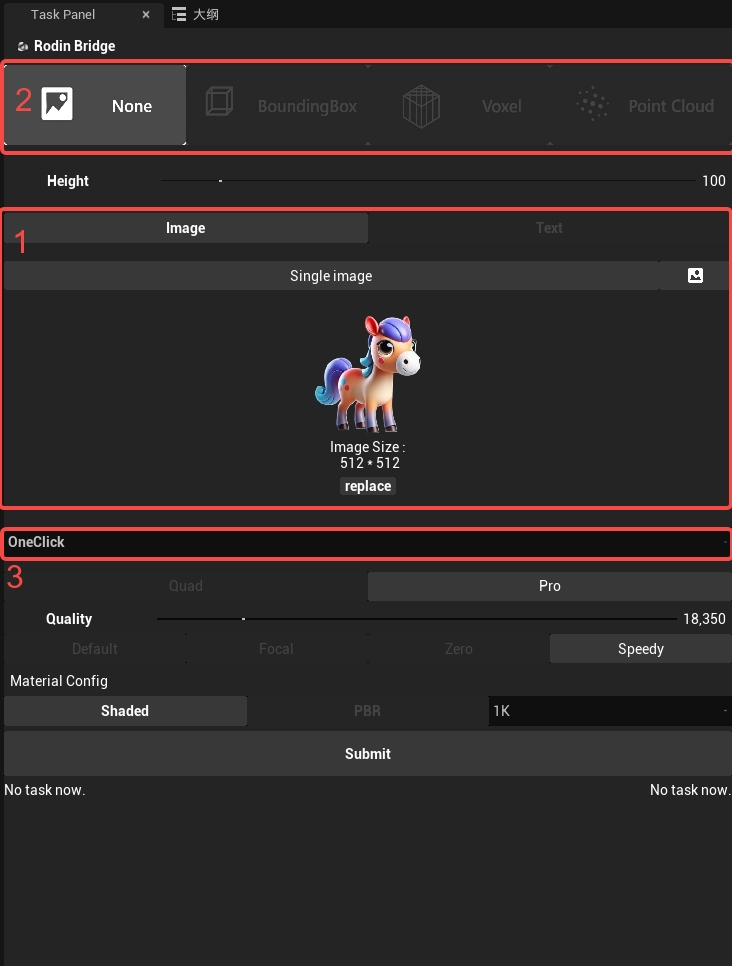 Task Panel × 大纲
Rodin Bridge
2 None BoundingBox Voxel Point Cloud
Height 100
1 Image Text
Single image
Image Size :
512 * 512
replace
OneClick
3 Quad Pro
Quality 18,350
Default Focal Zero Speedy
Material Config
Shaded PBR 1K
Submit
No task now. No task now.